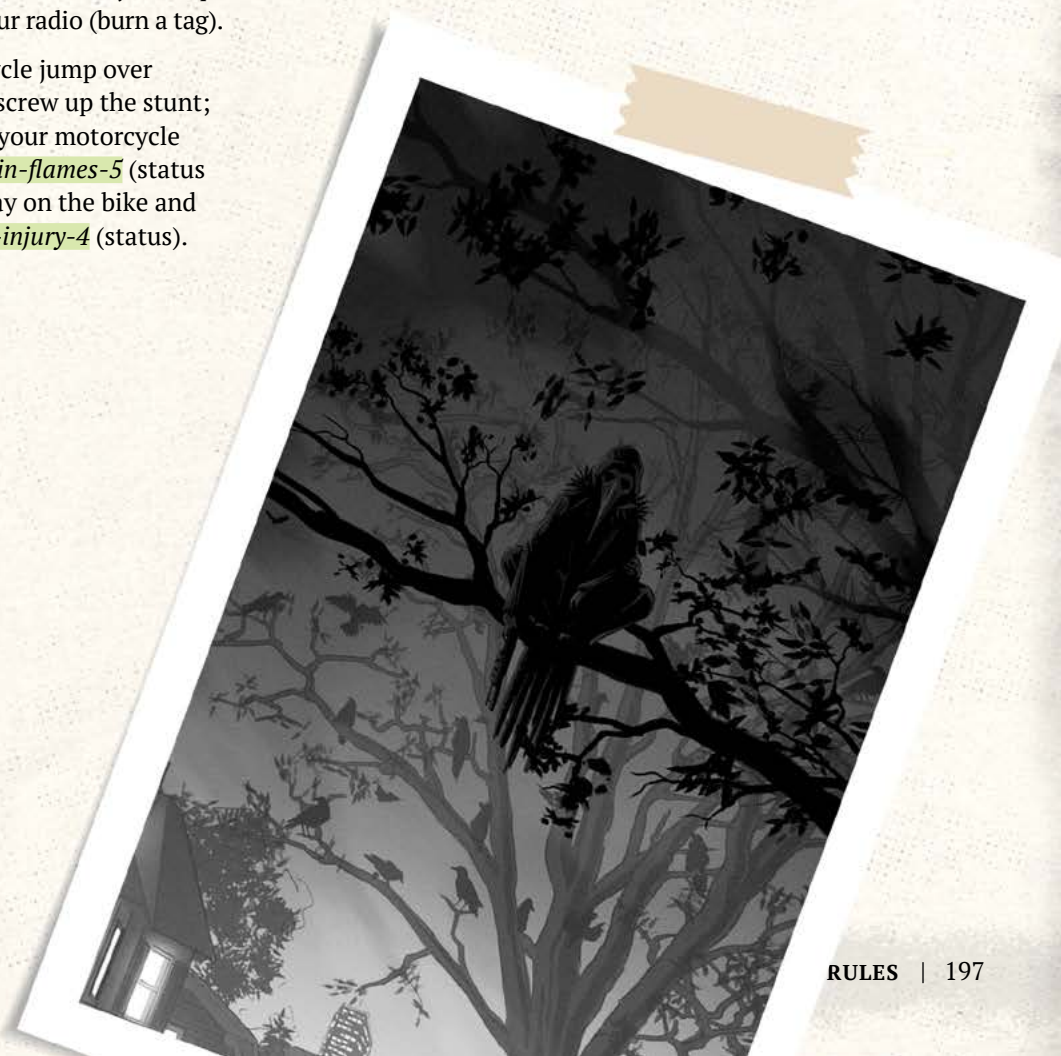 ur radio (burn a tag).
cle jump over
screw up the stunt;
your motorcycle
in-flames-5 (status
ay on the bike and
-injury-4 (status).
RULES | 197